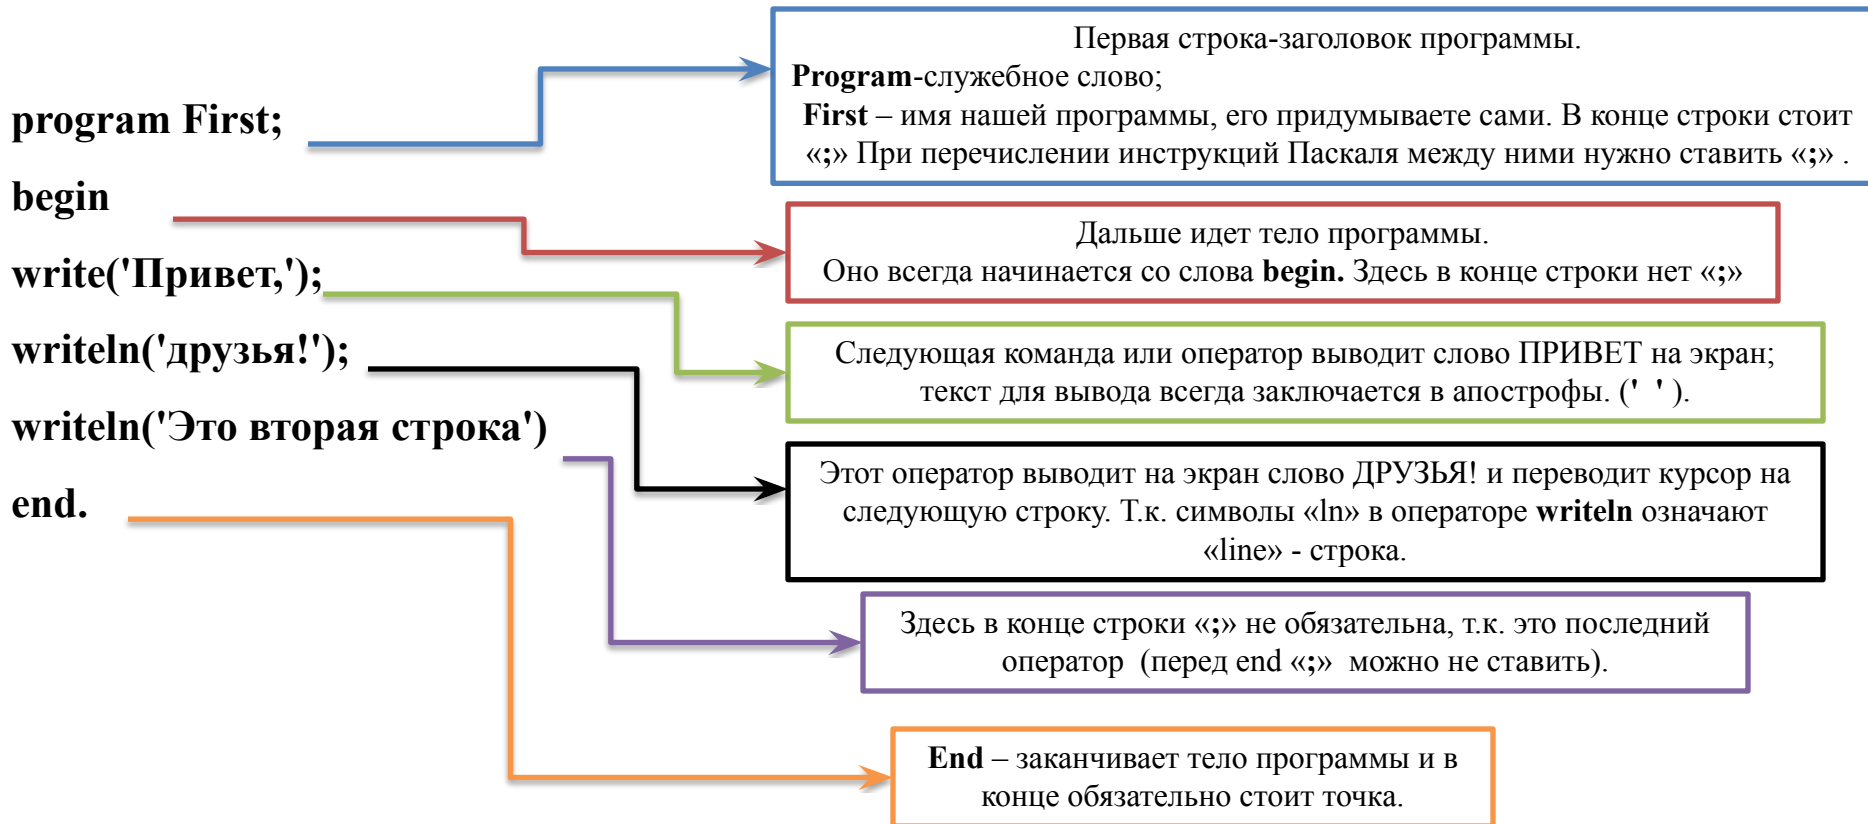 program First;
begin
write('Привет,');
writeln('друзья!');
writeln('Это вторая строка')
end.
Первая строка-заголовок программы.
Program-служебное слово;
First – имя нашей программы, его придумываете сами. В конце строки стоит
«;» При перечислении инструкций Паскаля между ними нужно ставить «;» .
Дальше идет тело программы.
Оно всегда начинается со слова begin. Здесь в конце строки нет «;»
Следующая команда или оператор выводит слово ПРИВЕТ на экран;
текст для вывода всегда заключается в апострофы. (' ' ).
Этот оператор выводит на экран слово ДРУЗЬЯ! и переводит курсор на
следующую строку. Т.к. символы «ln» в операторе writeln означают
«line» - строка.
Здесь в конце строки «;» не обязательна, т.к. это последний
оператор (перед end «;» можно не ставить).
End – заканчивает тело программы и в
конце обязательно стоит точка.